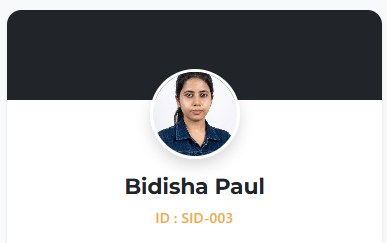 Bidisha Paul
ID : SID-003